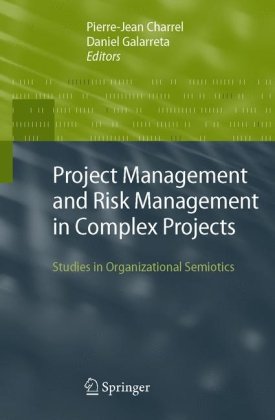 Pierre-Jean Charrel
Daniel Galarreta
Editors
Project Management
and Risk Management
in Complex Projects
Studies in Organizational Semiotics
Springer